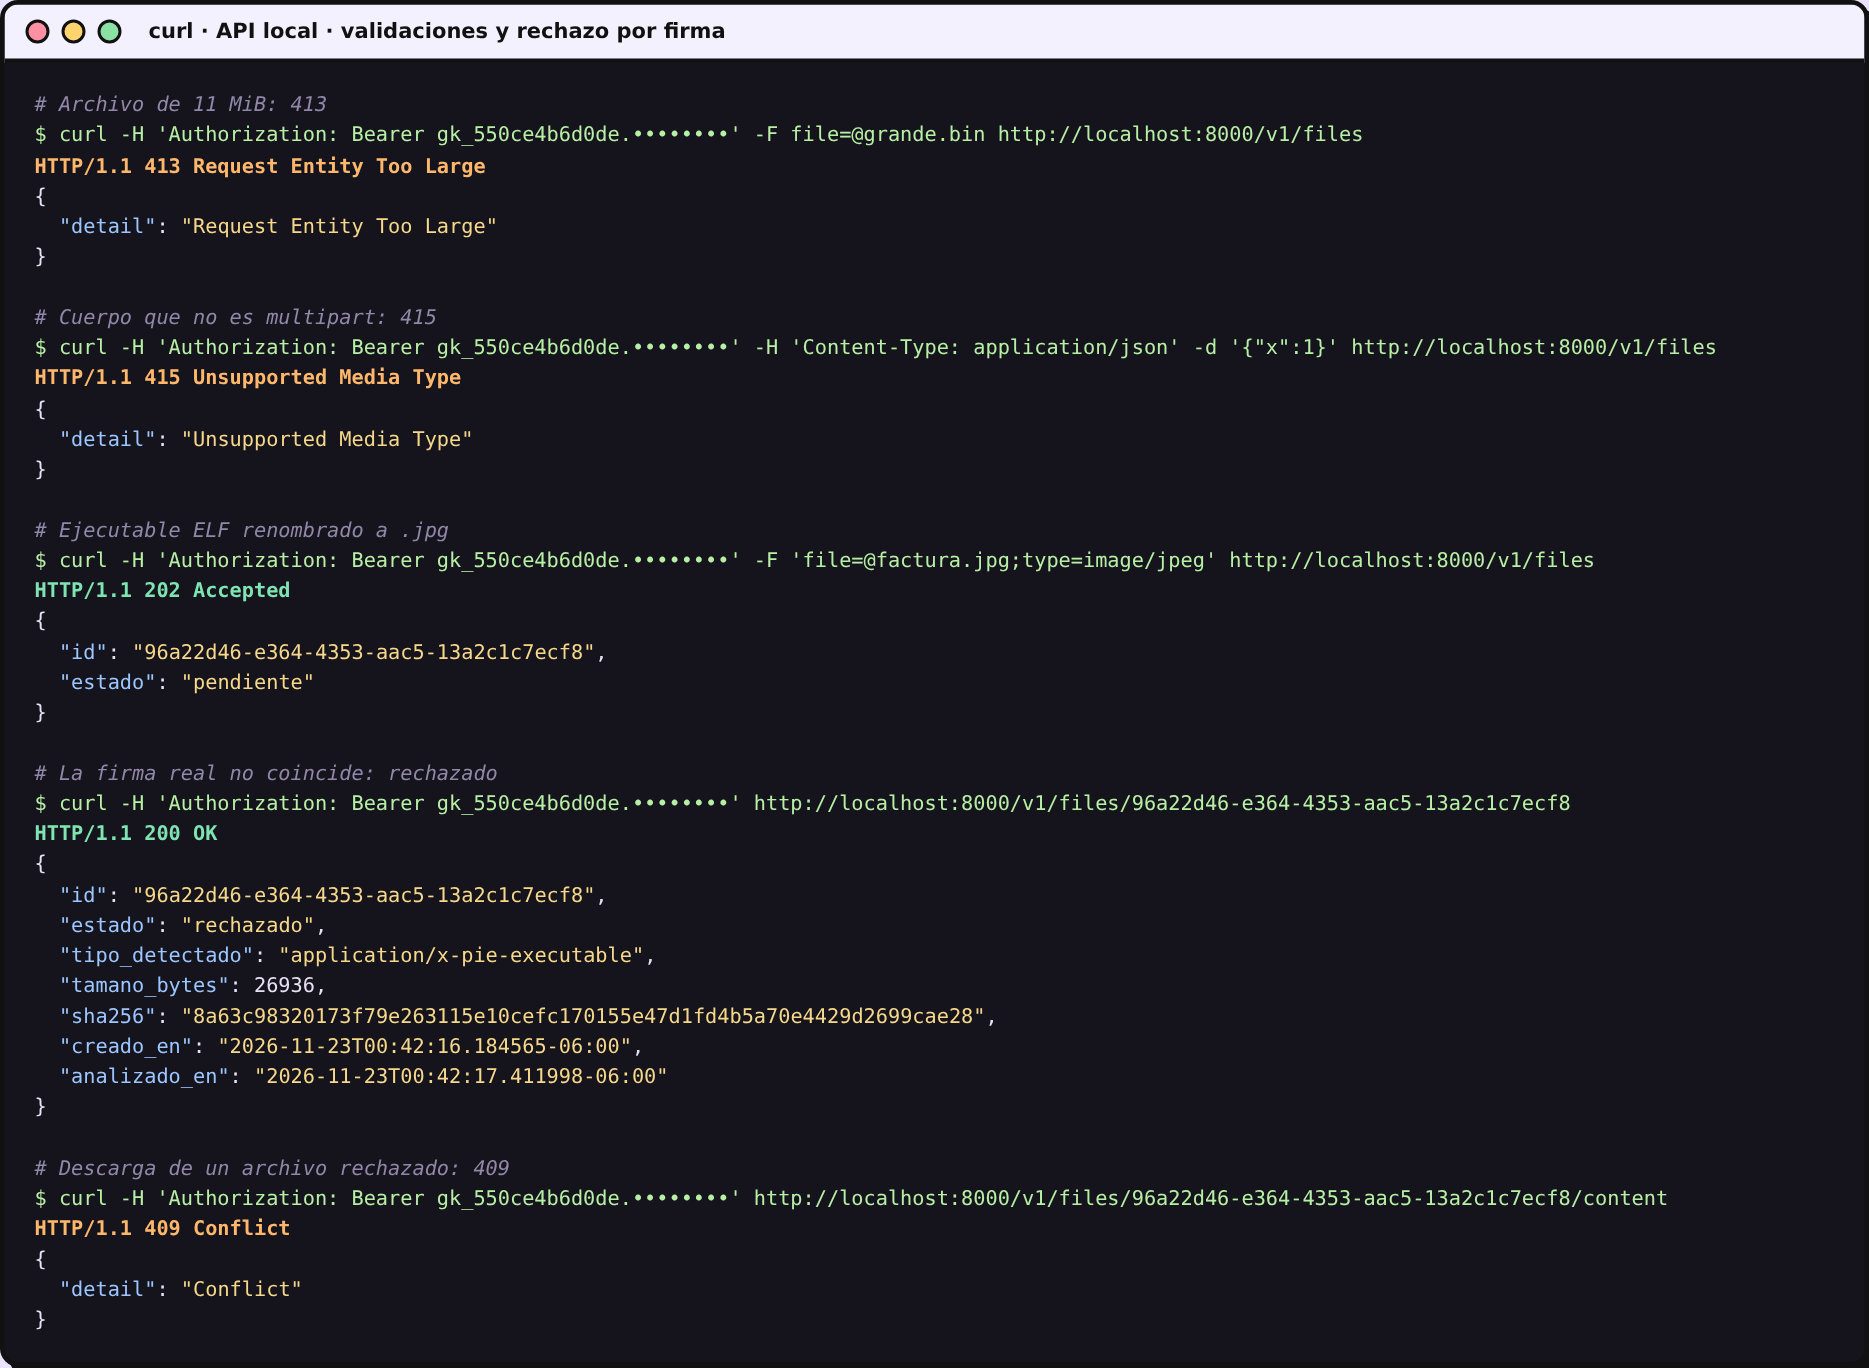 curl · API local · validaciones y rechazo por firma
# Archivo de 11 MiB: 413
$ curl -H 'Authorization: Bearer gk_550ce4b6d0de.••••••••' -F file=@grande.bin http://localhost:8000/v1/files
HTTP/1.1 413 Request Entity Too Large
{
  "detail": "Request Entity Too Large"
}
# Cuerpo que no es multipart: 415
$ curl -H 'Authorization: Bearer gk_550ce4b6d0de.••••••••' -H 'Content-Type: application/json' -d '{"x":1}' http://localhost:8000/v1/files
HTTP/1.1 415 Unsupported Media Type
{
  "detail": "Unsupported Media Type"
}
# Ejecutable ELF renombrado a .jpg
$ curl -H 'Authorization: Bearer gk_550ce4b6d0de.••••••••' -F 'file=@factura.jpg;type=image/jpeg' http://localhost:8000/v1/files
HTTP/1.1 202 Accepted
{
  "id": "96a22d46-e364-4353-aac5-13a2c1c7ecf8",
  "estado": "pendiente"
}
# La firma real no coincide: rechazado
$ curl -H 'Authorization: Bearer gk_550ce4b6d0de.••••••••' http://localhost:8000/v1/files/96a22d46-e364-4353-aac5-13a2c1c7ecf8
HTTP/1.1 200 OK
{
  "id": "96a22d46-e364-4353-aac5-13a2c1c7ecf8",
  "estado": "rechazado",
  "tipo_detectado": "application/x-pie-executable",
  "tamano_bytes": 26936,
  "sha256": "8a63c98320173f79e263115e10cefc170155e47d1fd4b5a70e4429d2699cae28",
  "creado_en": "2026-11-23T00:42:16.184565-06:00",
  "analizado_en": "2026-11-23T00:42:17.411998-06:00"
}
# Descarga de un archivo rechazado: 409
$ curl -H 'Authorization: Bearer gk_550ce4b6d0de.••••••••' http://localhost:8000/v1/files/96a22d46-e364-4353-aac5-13a2c1c7ecf8/content
HTTP/1.1 409 Conflict
{
  "detail": "Conflict"
}